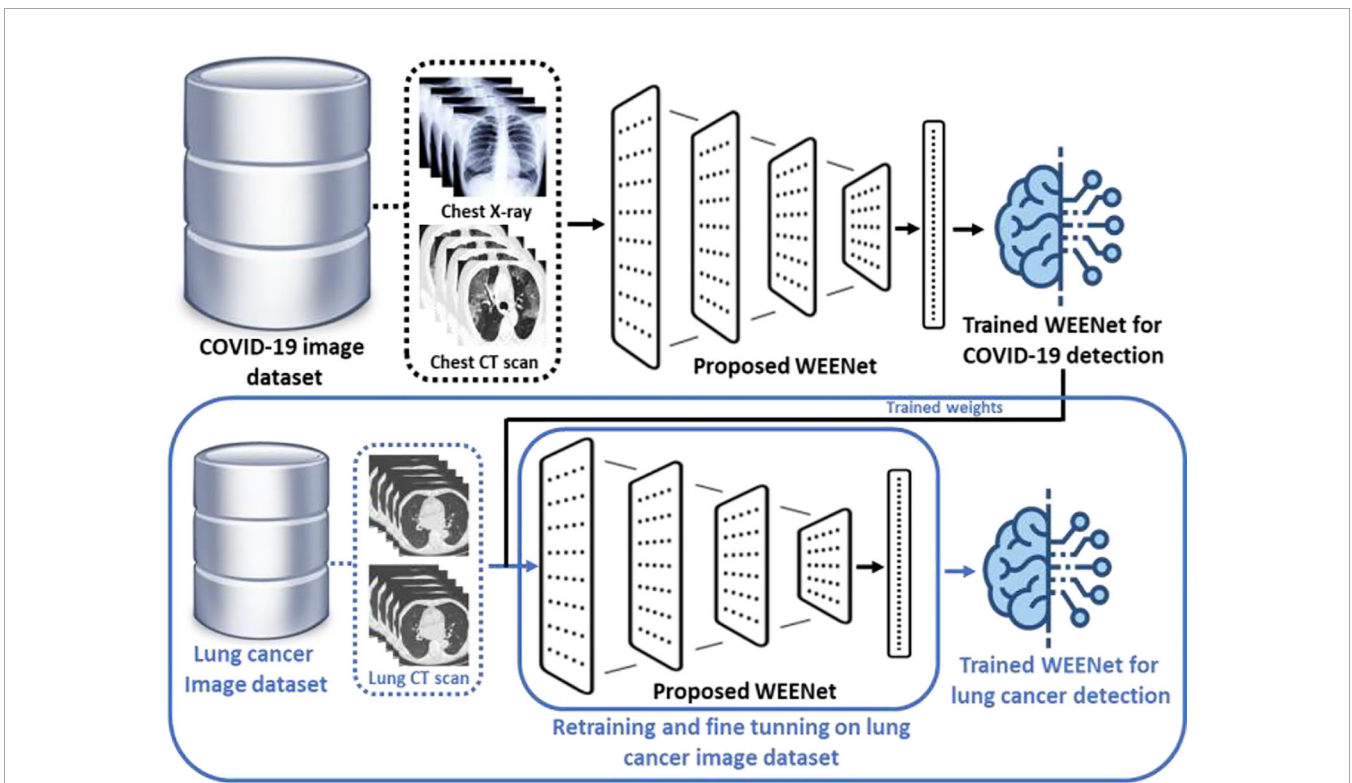 Chest X-ray
Chest CT scan
COVID-19 image
dataset
Proposed WEENet
Trained WEENet for
COVID-19 detection
Trained weights
Lung cancer
Image dataset
Lung CT scan
Proposed WEENet
Retraining and fine tunning on lung
cancer image dataset
Trained WEENet for
lung cancer detection